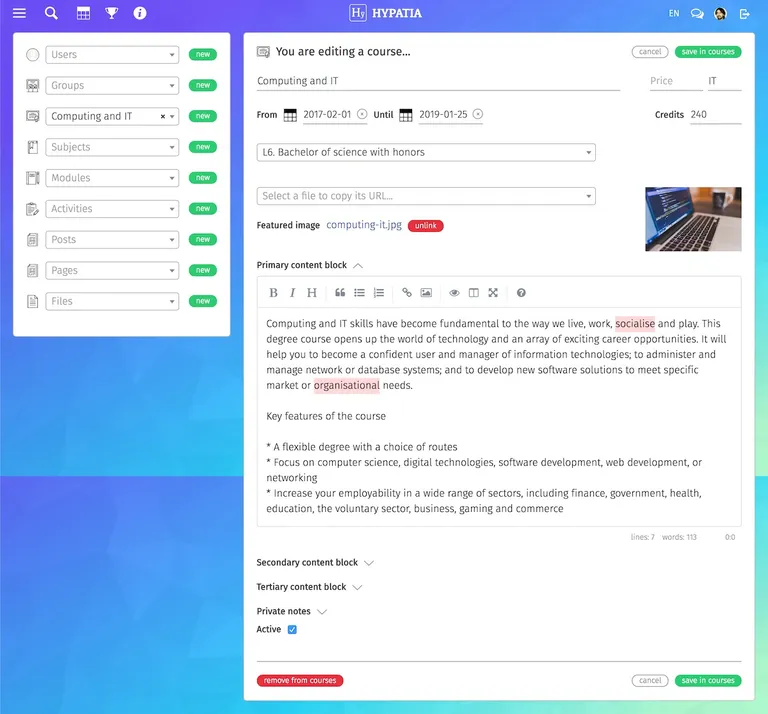 Hy HYPATIA
EN
Users new
Groups new
Computing and IT × new
Subjects new
Modules new
Activities new
Posts new
Pages new
Files new
You are editing a course... cancel save in courses
Computing and IT Price IT
From 2017-02-01 Until 2019-01-25 Credits 240
L6. Bachelor of science with honors
Select a file to copy its URL...
Featured image computing-it.jpg unlink
Primary content block
B I H
Computing and IT skills have become fundamental to the way we live, work, socialise and play. This
degree course opens up the world of technology and an array of exciting career opportunities. It will
help you to become a confident user and manager of information technologies; to administer and
manage network or database systems; and to develop new software solutions to meet specific
market or organisational needs.
Key features of the course
* A flexible degree with a choice of routes
* Focus on computer science, digital technologies, software development, web development, or
networking
* Increase your employability in a wide range of sectors, including finance, government, health,
education, the voluntary sector, business, gaming and commerce
lines: 7 words: 113 0:0
Secondary content block
Tertiary content block
Private notes
Active
remove from courses cancel save in courses